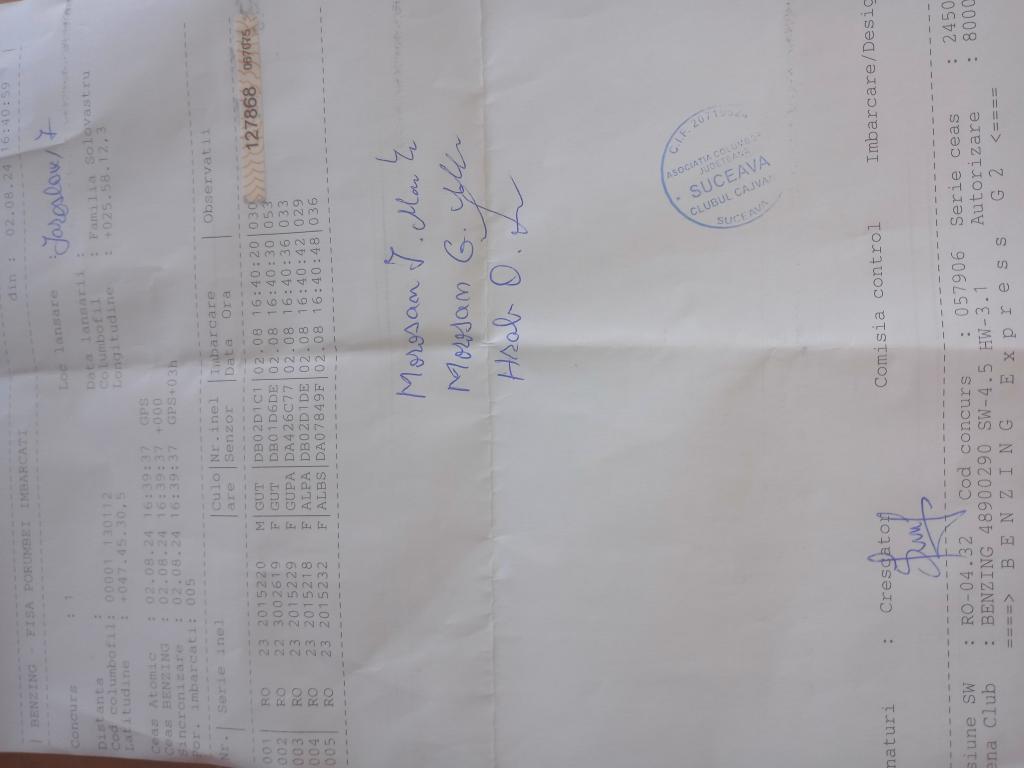 | BENZING - FISA PORUMBEI IMBARCATI din : 02.08.24 16:40:59 |
Concurs : 1 Loc lansare : Jaroslaw/7
Distanta : Data lansarii :
Cod columbofil: 00001 130112 Columbofil : Familia Solovastru
Latitudine : +047.45.30,5 Longitudine : +025.58.12,3
Ceas Atomic : 02.08.24 16:39:37 GPS
Ceas BENZING : 02.08.24 16:39:37 +000
Sincronizare : 02.08.24 16:39:37 GPS+03h
Por. imbarcati: 005
Nr.| Serie inel |Culo|Nr.inel |Imbarcare | Observatii
|are |Senzor |Data Ora |
001 RO 23 2015220 M|GUT |DB02D1C1|02.08 16:40:20|
002 RO 22 3002619 F|GUT |DB01D6DE|02.08 16:40:30|053
003 RO 23 2015229 F|GUPA|DA426C77|02.08 16:40:36|033
004 RO 23 2015218 F|ALPA|DB02D1DE|02.08 16:40:42|029
005 RO 23 2015232 F|ALBS|DA07849F|02.08 16:40:48|036
127868 067075
Morosan
Morosan G.
Hrab O.
C.I.F. 20715524
ASOCIATIA COLUMBOFILA
JUDETEANA
SUCEAVA
CLUBUL CAJVANA
SUCEAVA
naturi : Crescator Comisia control Imbarcare/Desig
siune SW : RO-04.32 Cod concurs : 057906 Serie ceas : 2450
ena Club : BENZING 48900290 SW-4.5 HW-3.1 Autorizare : 8000
====> B E N Z I N G E x p r e s s G 2 <====